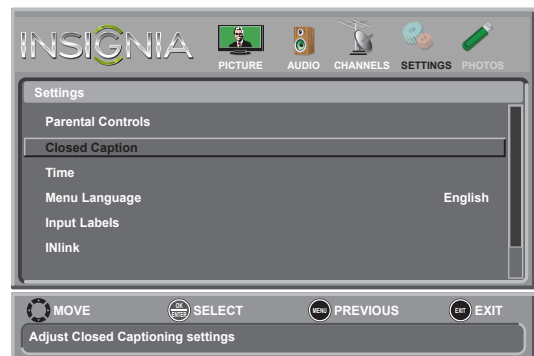 INSIGNIA
PICTURE AUDIO CHANNELS SETTINGS PHOTOS
Settings
Parental Controls
Closed Caption
Time
Menu Language English
Input Labels
INlink
MOVE OK ENTER SELECT MENU PREVIOUS EXIT EXIT
Adjust Closed Captioning settings